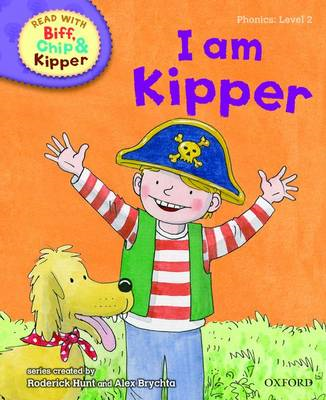 READ WITH
Biff,
Chip &
Kipper
Phonics: Level 2
I am
Kipper
series created by
Roderick Hunt and Alex Brychta
OXFORD